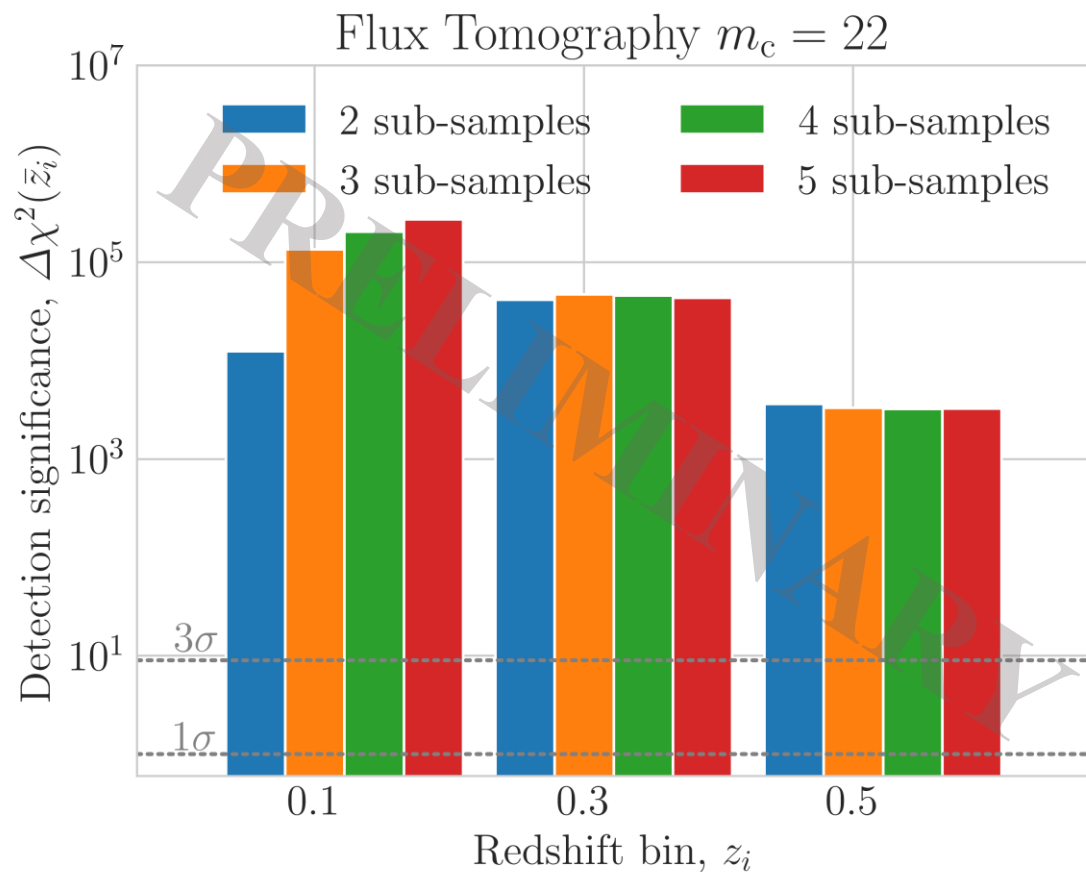 Flux Tomography m_c = 22
10^7
2 sub-samples
4 sub-samples
3 sub-samples
5 sub-samples
PRELIMINARY
Detection significance, Δχ²(z̄_i)
10^5
10^3
3σ
10^1
1σ
0.1
0.3
0.5
Redshift bin, z_i